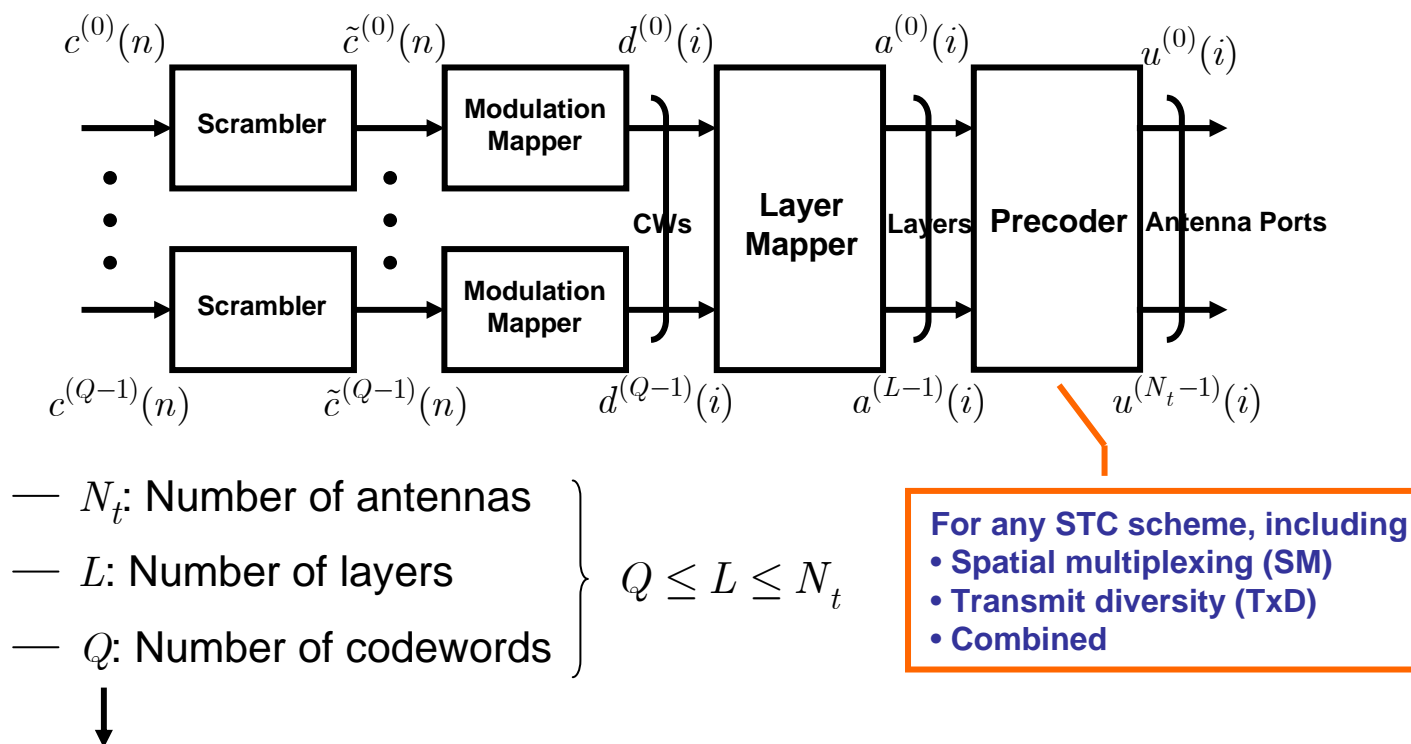 c^{(0)}(n) c̃^{(0)}(n) d^{(0)}(i) a^{(0)}(i) u^{(0)}(i)
Scrambler
Modulation
Mapper
CWs
Layer
Mapper
Layers
Precoder
Antenna Ports
Scrambler
Modulation
Mapper
c^{(Q−1)}(n) c̃^{(Q−1)}(n) d^{(Q−1)}(i) a^{(L−1)}(i) u^{(N_t−1)}(i)
— N_t: Number of antennas
— L: Number of layers
— Q: Number of codewords
Q ≤ L ≤ N_t
For any STC scheme, including
• Spatial multiplexing (SM)
• Transmit diversity (TxD)
• Combined